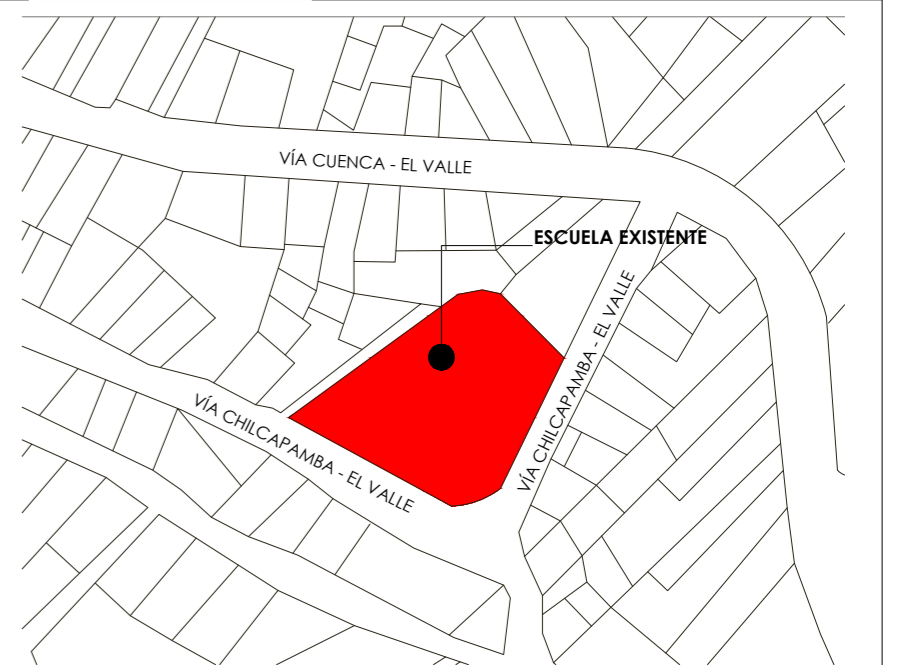 VÍA CUENCA - EL VALLE
ESCUELA EXISTENTE
VÍA CHILCAPAMBA - EL VALLE
VÍA CHILCAPAMBA - EL VALLE